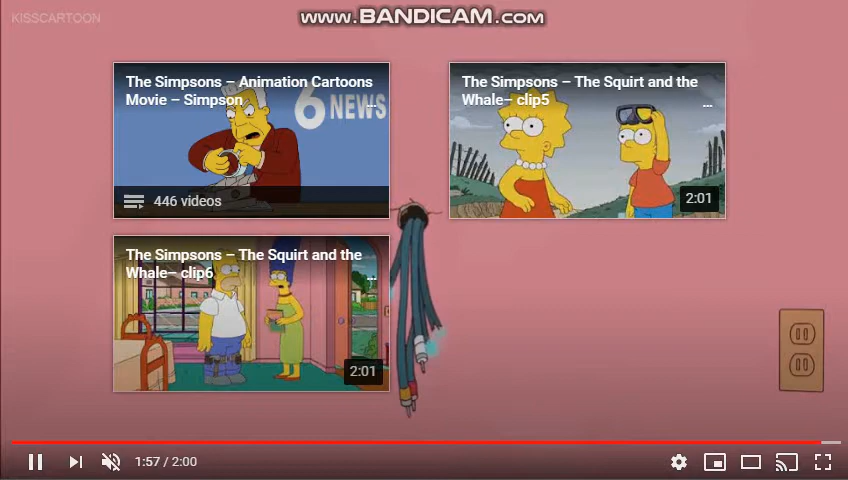 KISSCARTOON
www.BANDICAM.com
The Simpsons – Animation Cartoons
Movie – Simpson
...
6 NEWS
446 videos
The Simpsons – The Squirt and the
Whale– clip5
...
2:01
The Simpsons – The Squirt and the
Whale– clip6
...
2:01
1:57 / 2:00